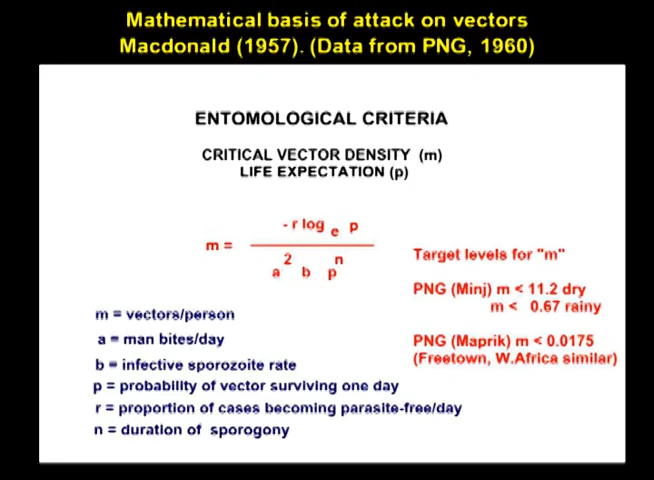 Mathematical basis of attack on vectors
Macdonald (1957). (Data from PNG, 1960)
ENTOMOLOGICAL CRITERIA
CRITICAL VECTOR DENSITY (m)
LIFE EXPECTATION (p)
- r log e p
m =
a 2 b p n
Target levels for "m"
PNG (Minj) m < 11.2 dry
m < 0.67 rainy
PNG (Maprik) m < 0.0175
(Freetown, W.Africa similar)
m = vectors/person
a = man bites/day
b = infective sporozoite rate
p = probability of vector surviving one day
r = proportion of cases becoming parasite-free/day
n = duration of sporogony